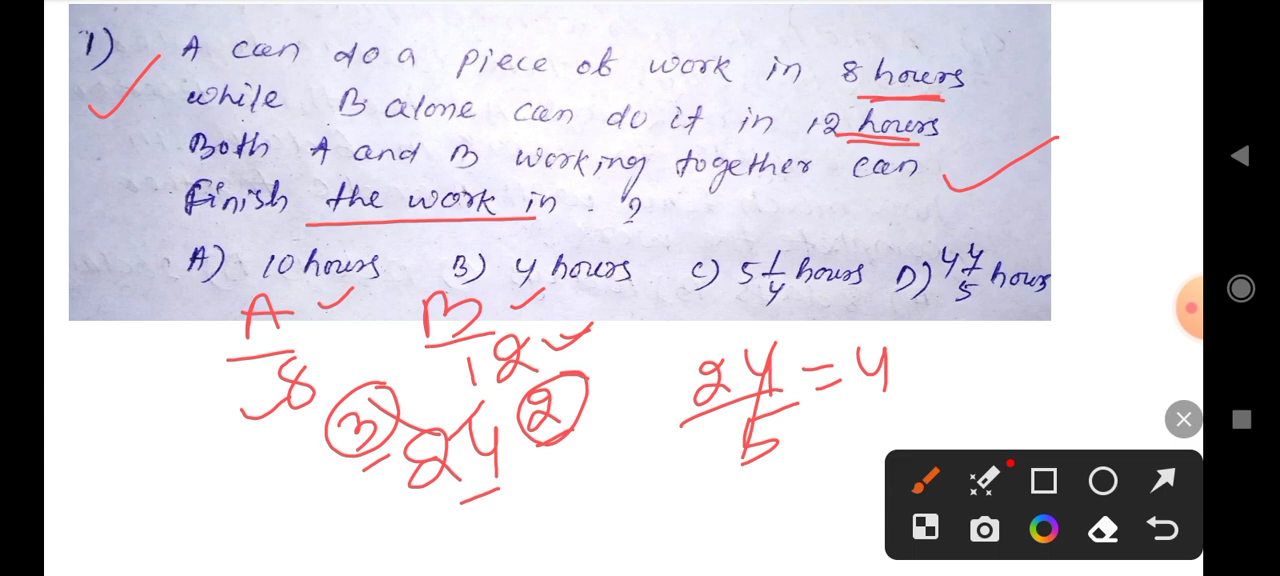 1) A can do a piece of work in 8 hours
while B alone can do it in 12 hours
Both A and B working together can
finish the work in . ?
A) 10 hours B) 4 hours C) 5 1/4 hours D) 4 4/5 hours
A B
8 12
3 24 2
24/5 = 4